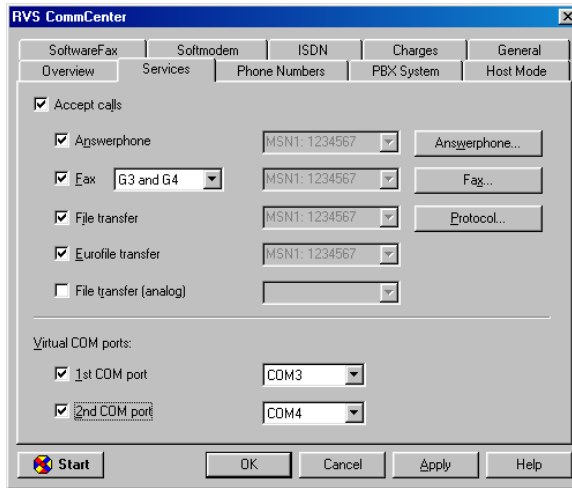 RVS CommCenter
SoftwareFax Softmodem ISDN Charges General
Overview Services Phone Numbers PBX System Host Mode
Accept calls
Answerphone MSN1: 1234567 Answerphone...
Fax G3 and G4 MSN1: 1234567 Fax...
File transfer MSN1: 1234567 Protocol...
Eurofile transfer MSN1: 1234567
File transfer (analog)
Virtual COM ports:
1st COM port COM3
2nd COM port COM4
Start OK Cancel Apply Help